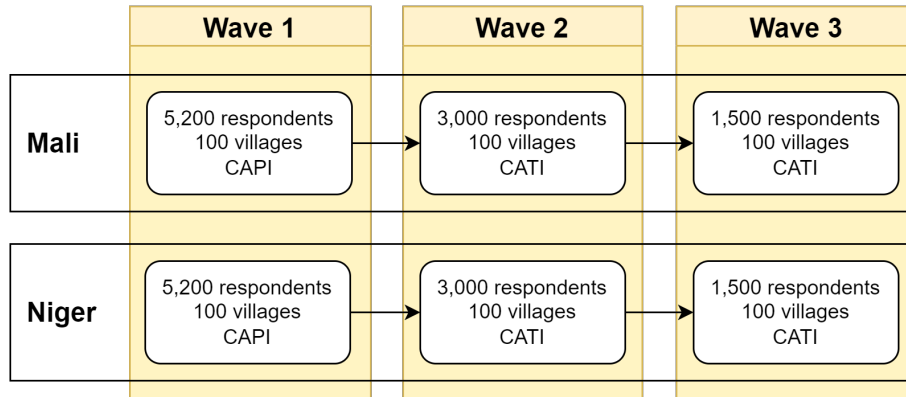 Wave 1
Wave 2
Wave 3
Mali
5,200 respondents
100 villages
CAPI
3,000 respondents
100 villages
CATI
1,500 respondents
100 villages
CATI
Niger
5,200 respondents
100 villages
CAPI
3,000 respondents
100 villages
CATI
1,500 respondents
100 villages
CATI